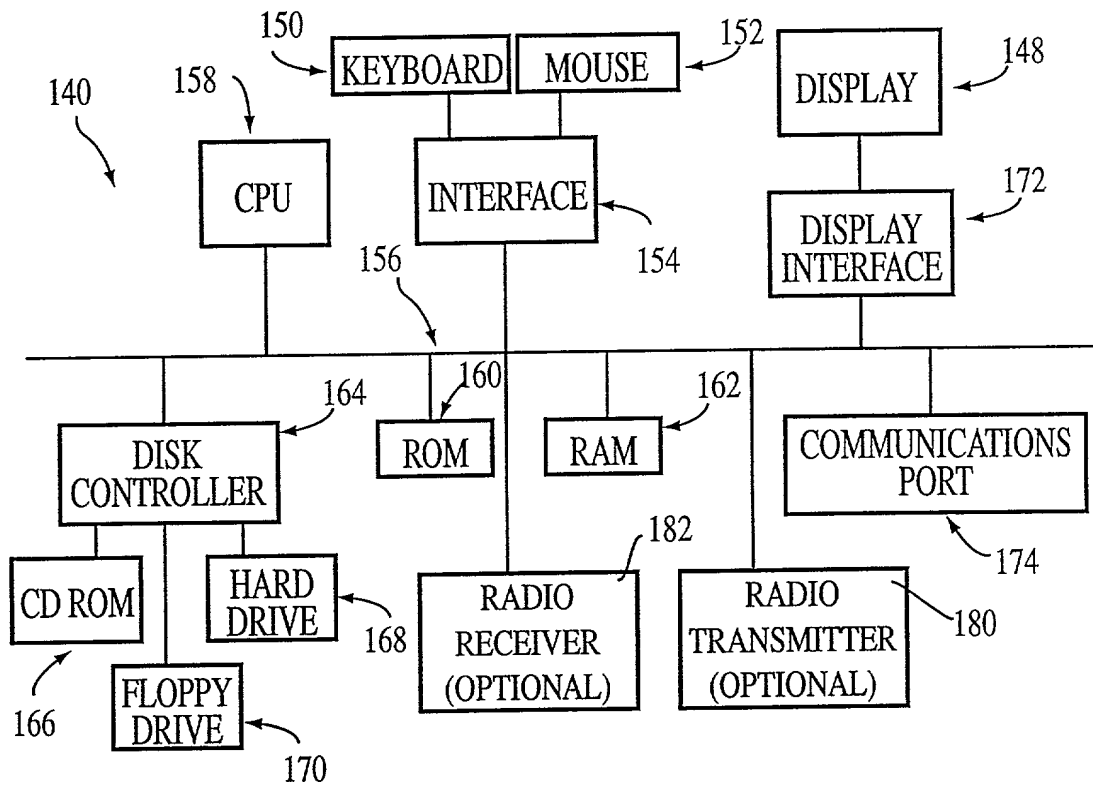 150
KEYBOARD
MOUSE
152
DISPLAY
148
140
158
CPU
INTERFACE
154
DISPLAY
INTERFACE
172
156
164
DISK
CONTROLLER
160
ROM
162
RAM
COMMUNICATIONS
PORT
174
CD ROM
166
HARD
DRIVE
168
FLOPPY
DRIVE
170
182
RADIO
RECEIVER
(OPTIONAL)
RADIO
TRANSMITTER
(OPTIONAL)
180